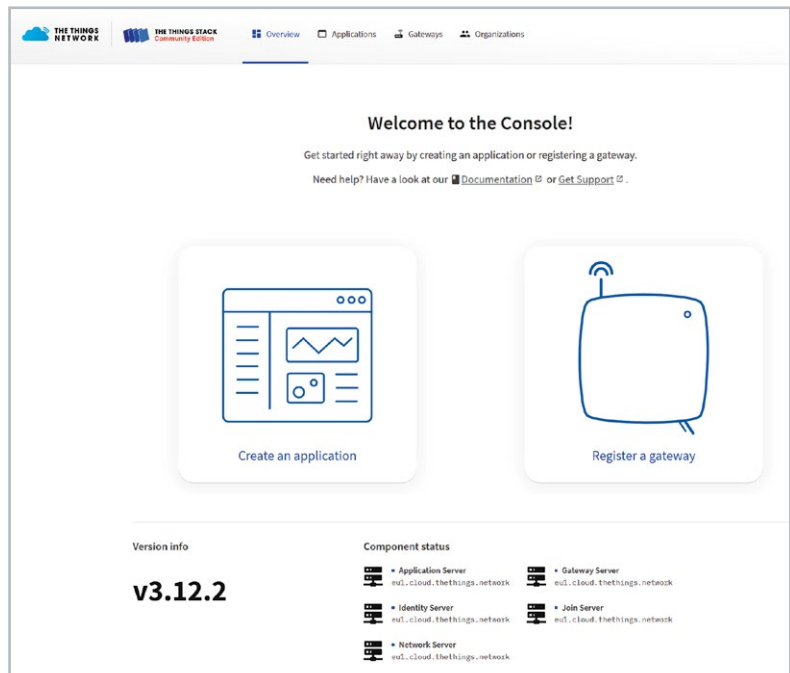 THE THINGS
NETWORK
THE THINGS STACK
Community Edition
Overview
Applications
Gateways
Organizations
Welcome to the Console!
Get started right away by creating an application or registering a gateway.
Need help? Have a look at our Documentation or Get Support .
Create an application
Register a gateway
Version info
v3.12.2
Component status
Application Server
eu1.cloud.thethings.network
Gateway Server
eu1.cloud.thethings.network
Identity Server
eu1.cloud.thethings.network
Join Server
eu1.cloud.thethings.network
Network Server
eu1.cloud.thethings.network